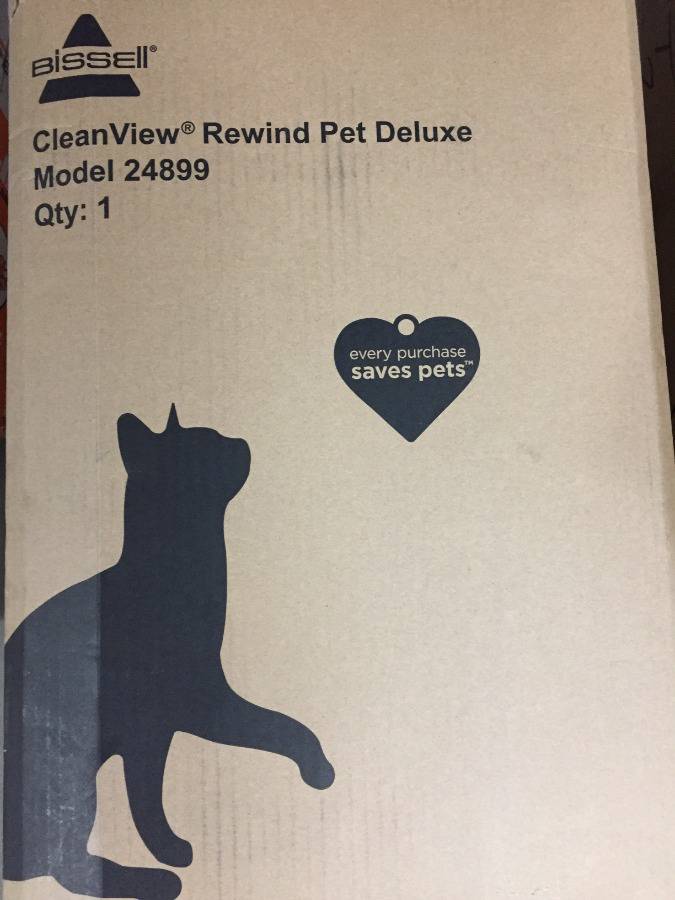 BISSELL®
CleanView® Rewind Pet Deluxe
Model 24899
Qty: 1
every purchase
saves pets™